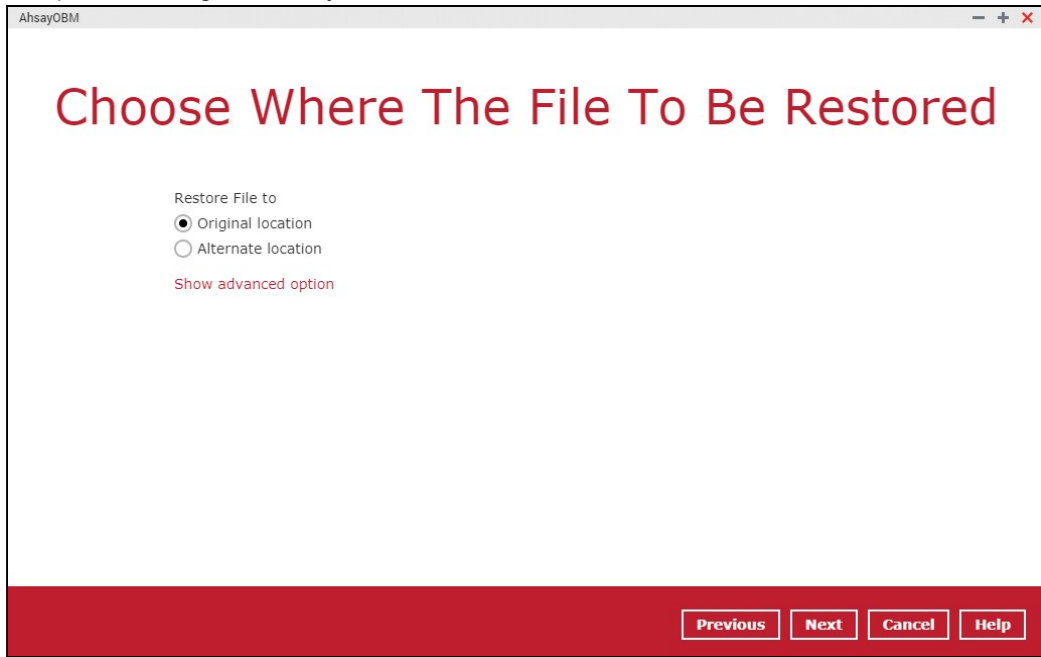 AhsayOBM
Choose Where The File To Be Restored
Restore File to
Original location
Alternate location
Show advanced option
Previous Next Cancel Help